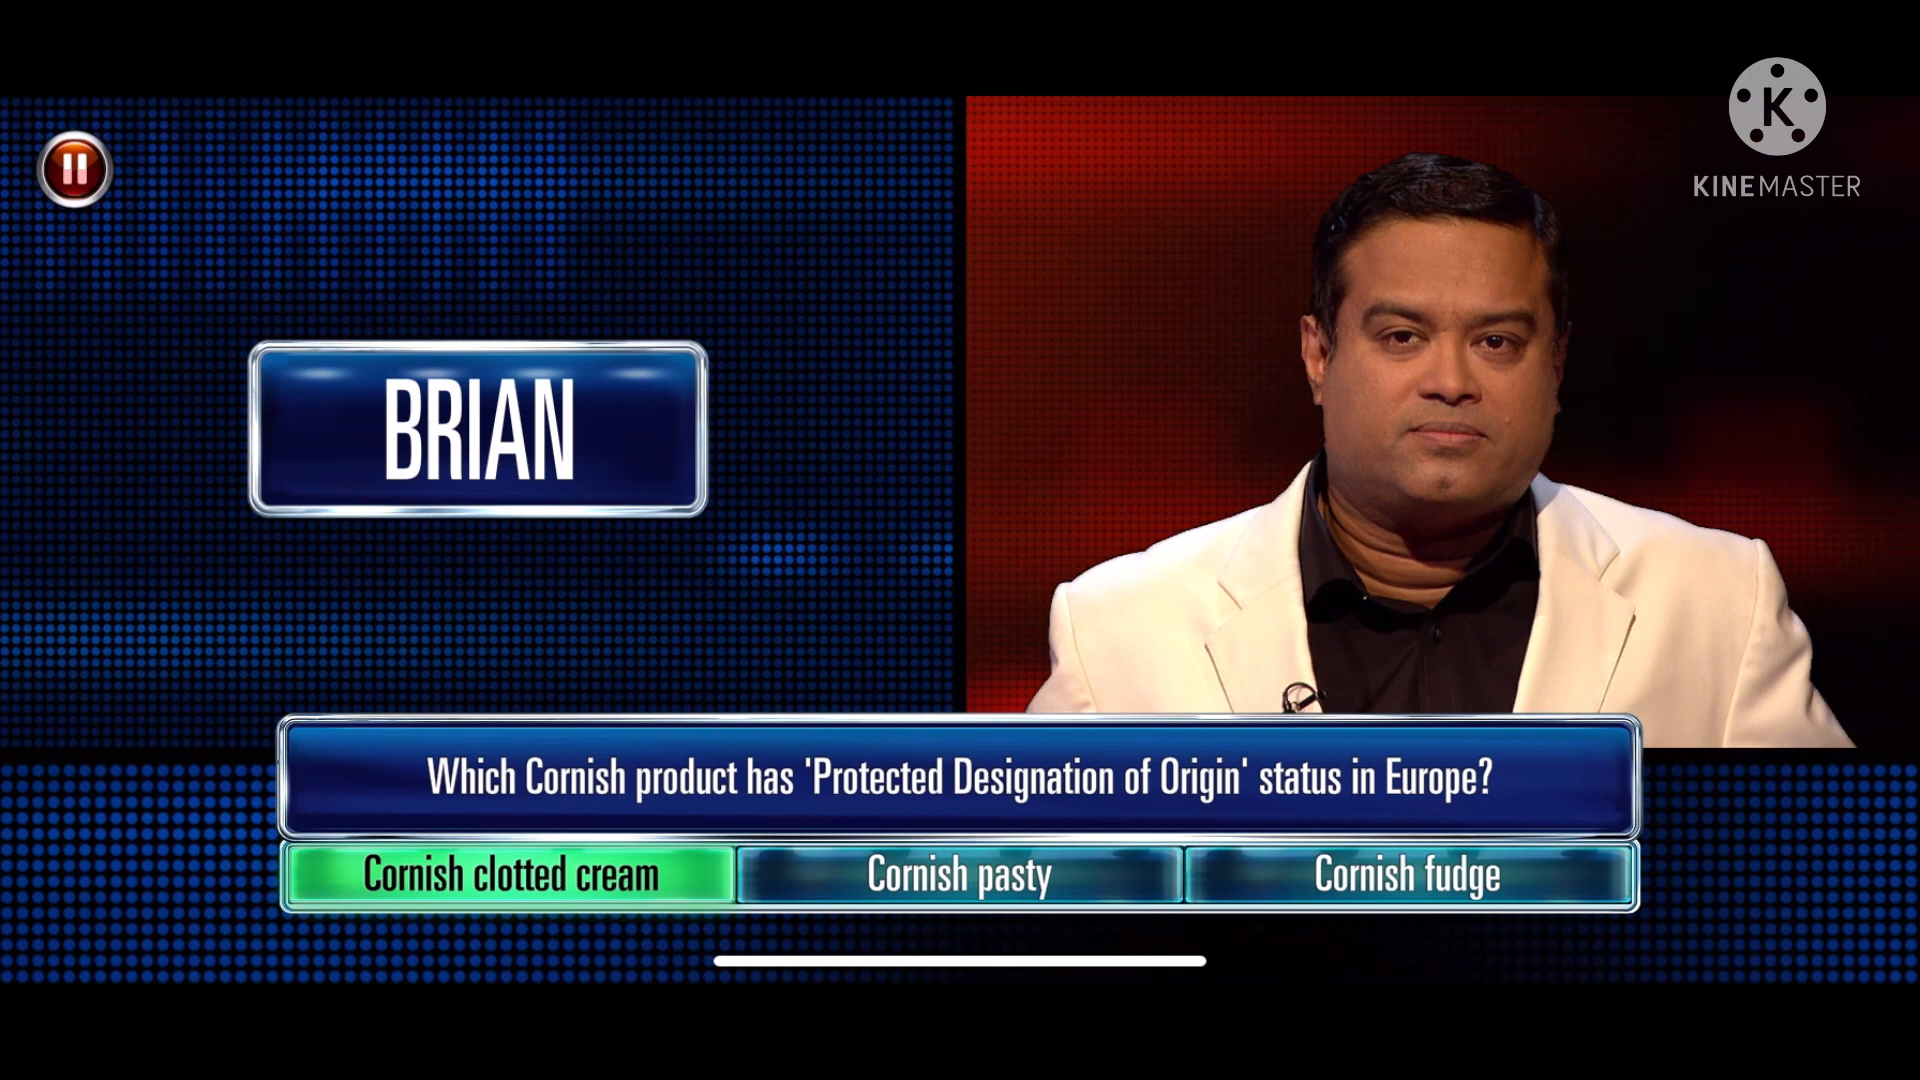 K
KINEMASTER
BRIAN
Which Cornish product has 'Protected Designation of Origin' status in Europe?
Cornish clotted cream
Cornish pasty
Cornish fudge